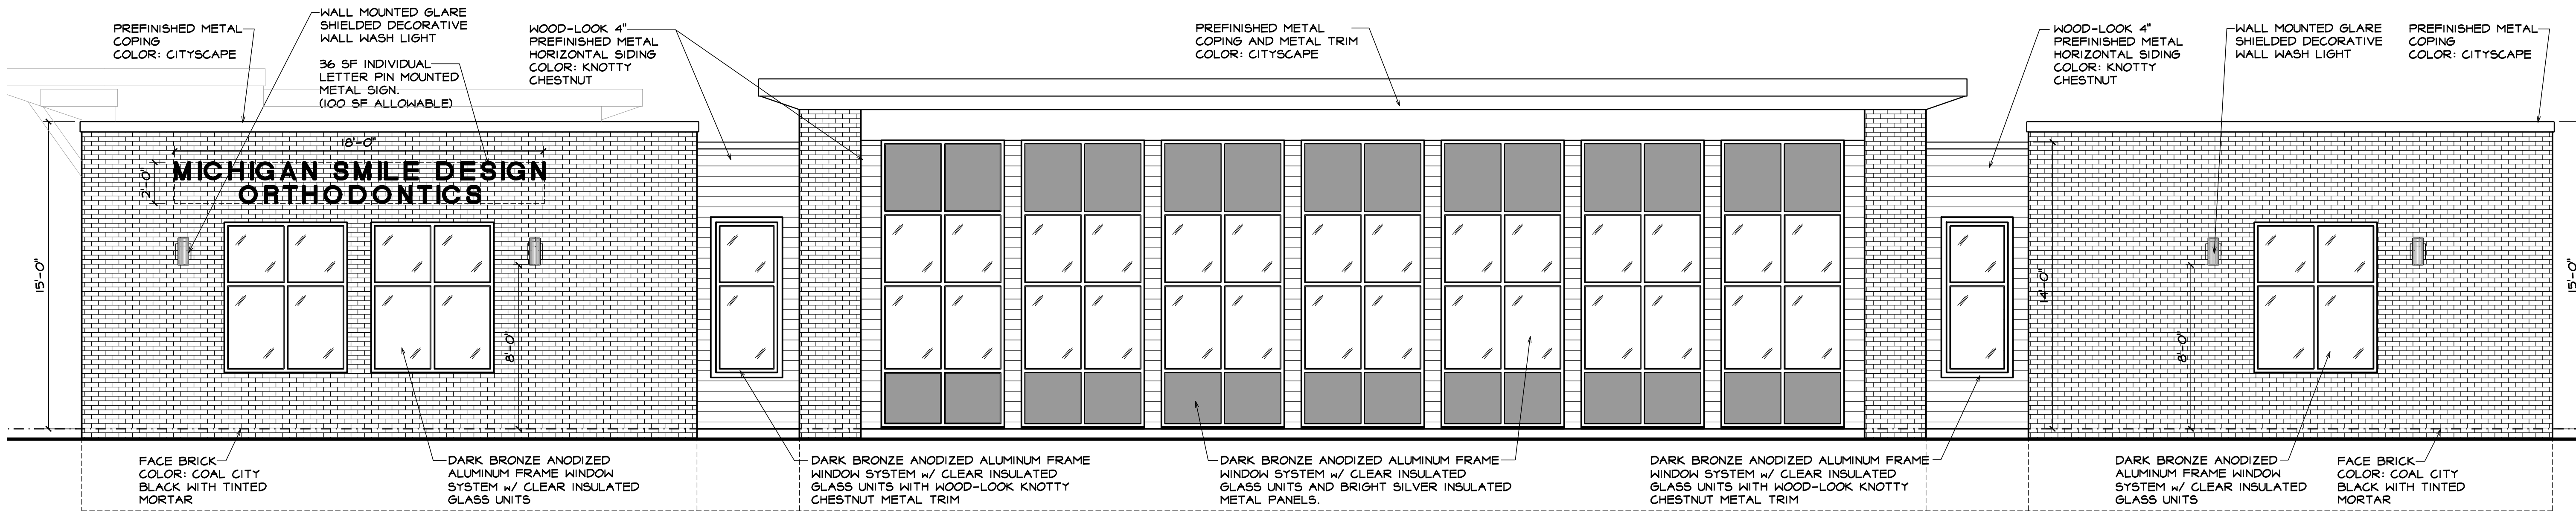 PREFINISHED METAL
COPING
COLOR: CITYSCAPE
WALL MOUNTED GLARE
SHIELDED DECORATIVE
WALL WASH LIGHT
36 SF INDIVIDUAL
LETTER PIN MOUNTED
METAL SIGN.
(100 SF ALLOWABLE)
WOOD-LOOK 4"
PREFINISHED METAL
HORIZONTAL SIDING
COLOR: KNOTTY
CHESTNUT
PREFINISHED METAL
COPING AND METAL TRIM
COLOR: CITYSCAPE
WOOD-LOOK 4"
PREFINISHED METAL
HORIZONTAL SIDING
COLOR: KNOTTY
CHESTNUT
WALL MOUNTED GLARE
SHIELDED DECORATIVE
WALL WASH LIGHT
PREFINISHED METAL
COPING
COLOR: CITYSCAPE
18'-0"
2'-0"
MICHIGAN SMILE DESIGN
ORTHODONTICS
15'-0"
8'-0"
14'-0"
8'-0"
15'-0"
FACE BRICK
COLOR: COAL CITY
BLACK WITH TINTED
MORTAR
DARK BRONZE ANODIZED
ALUMINUM FRAME WINDOW
SYSTEM w/ CLEAR INSULATED
GLASS UNITS
DARK BRONZE ANODIZED ALUMINUM FRAME
WINDOW SYSTEM w/ CLEAR INSULATED
GLASS UNITS WITH WOOD-LOOK KNOTTY
CHESTNUT METAL TRIM
DARK BRONZE ANODIZED ALUMINUM FRAME
WINDOW SYSTEM w/ CLEAR INSULATED
GLASS UNITS AND BRIGHT SILVER INSULATED
METAL PANELS.
DARK BRONZE ANODIZED ALUMINUM FRAME
WINDOW SYSTEM w/ CLEAR INSULATED
GLASS UNITS WITH WOOD-LOOK KNOTTY
CHESTNUT METAL TRIM
DARK BRONZE ANODIZED
ALUMINUM FRAME WINDOW
SYSTEM w/ CLEAR INSULATED
GLASS UNITS
FACE BRICK
COLOR: COAL CITY
BLACK WITH TINTED
MORTAR